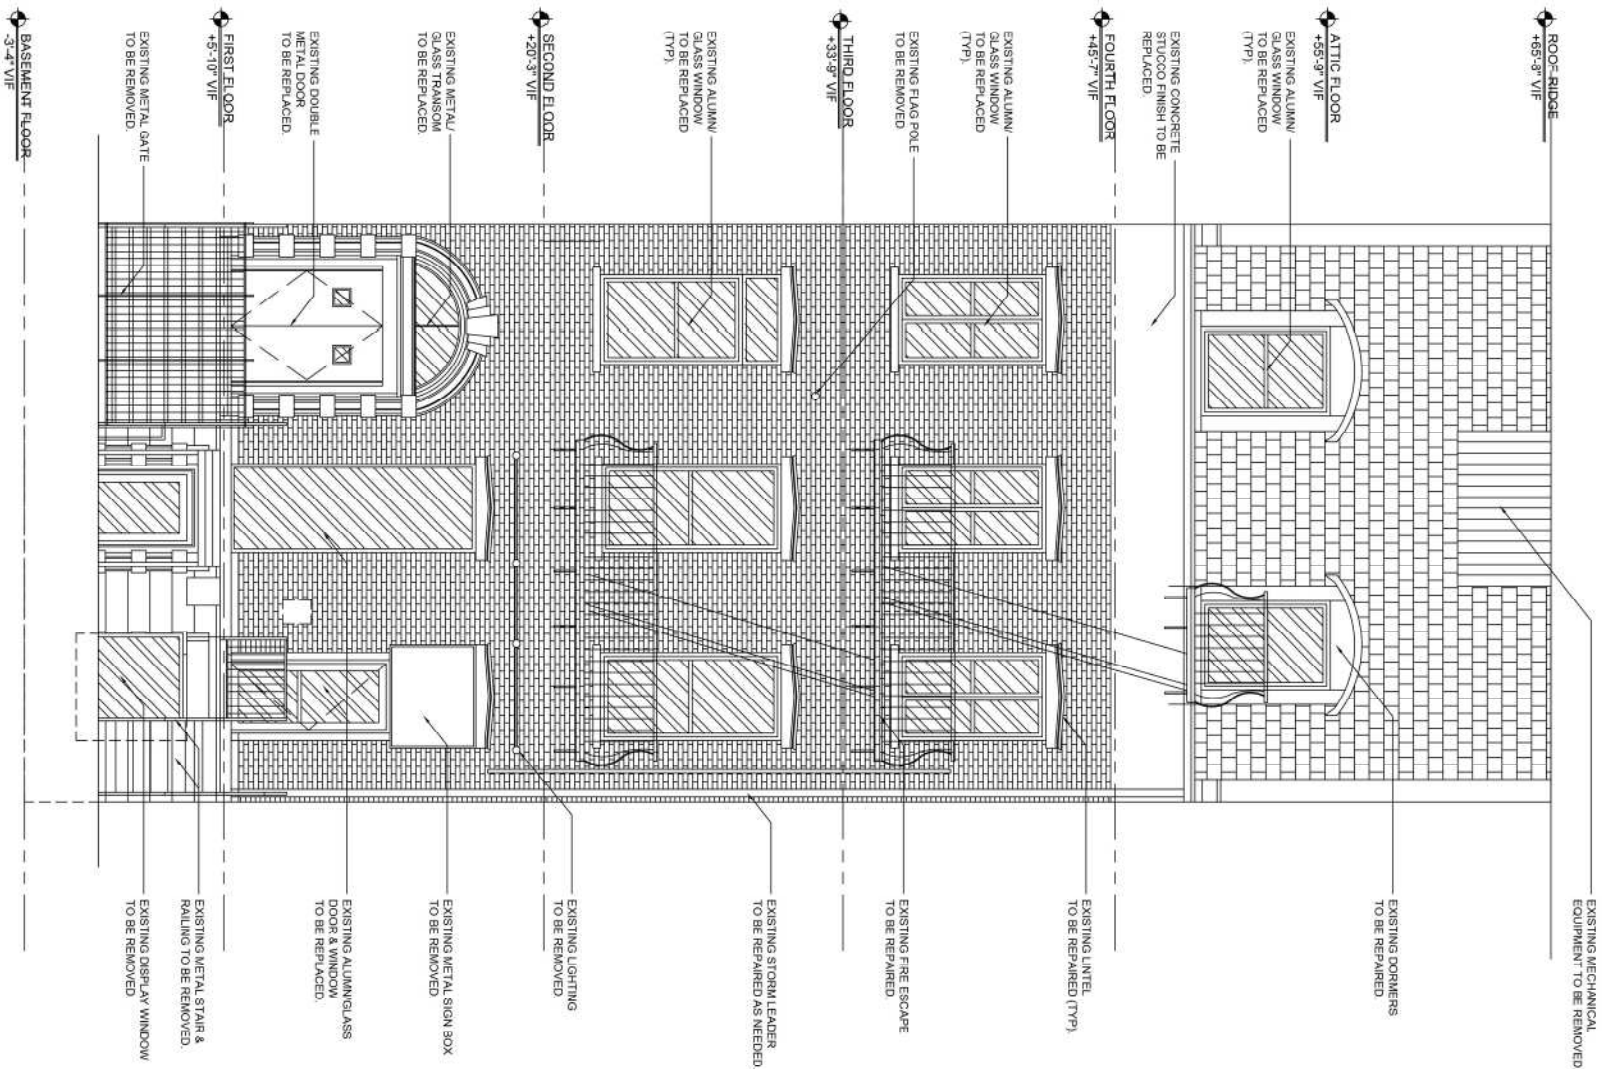 ROOF RIDGE
+65'-8" VIF
ATTIC FLOOR
+55'-9" VIF
EXISTING ALUMN/
GLASS WINDOW
TO BE REPLACED
(TYP).
EXISTING CONCRETE
STUCCO FINISH TO BE
REPLACED.
FOURTH FLOOR
+45'-7" VIF
EXISTING ALUMN/
GLASS WINDOW
TO BE REPLACED
(TYP).
EXISTING FLAG POLE
TO BE REMOVED
THIRD FLOOR
+33'-9" VIF
EXISTING ALUMN/
GLASS WINDOW
TO BE REPLACED
(TYP).
SECOND FLOOR
+20'-3" VIF
EXISTING METAL/
GLASS TRANSOM
TO BE REPLACED.
EXISTING DOUBLE
METAL DOOR
TO BE REPLACED.
FIRST FLOOR
+5'-10" VIF
EXISTING METAL GATE
TO BE REMOVED.
BASEMENT FLOOR
-3'-4" VIF
EXISTING MECHANICAL
EQUIPMENT TO BE REMOVED
EXISTING DORMERS
TO BE REPAIRED
EXISTING LINTEL
TO BE REPAIRED (TYP).
EXISTING FIRE ESCAPE
TO BE REPAIRED
EXISTING STORM LEADER
TO BE REPAIRED AS NEEDED.
EXISTING LIGHTING
TO BE REMOVED
EXISTING METAL SIGN BOX
TO BE REMOVED
EXISTING ALUMN/GLASS
DOOR & WINDOW
TO BE REPLACED.
EXISTING METAL STAIR &
RAILING TO BE REMOVED.
EXISTING DISPLAY WINDOW
TO BE REMOVED